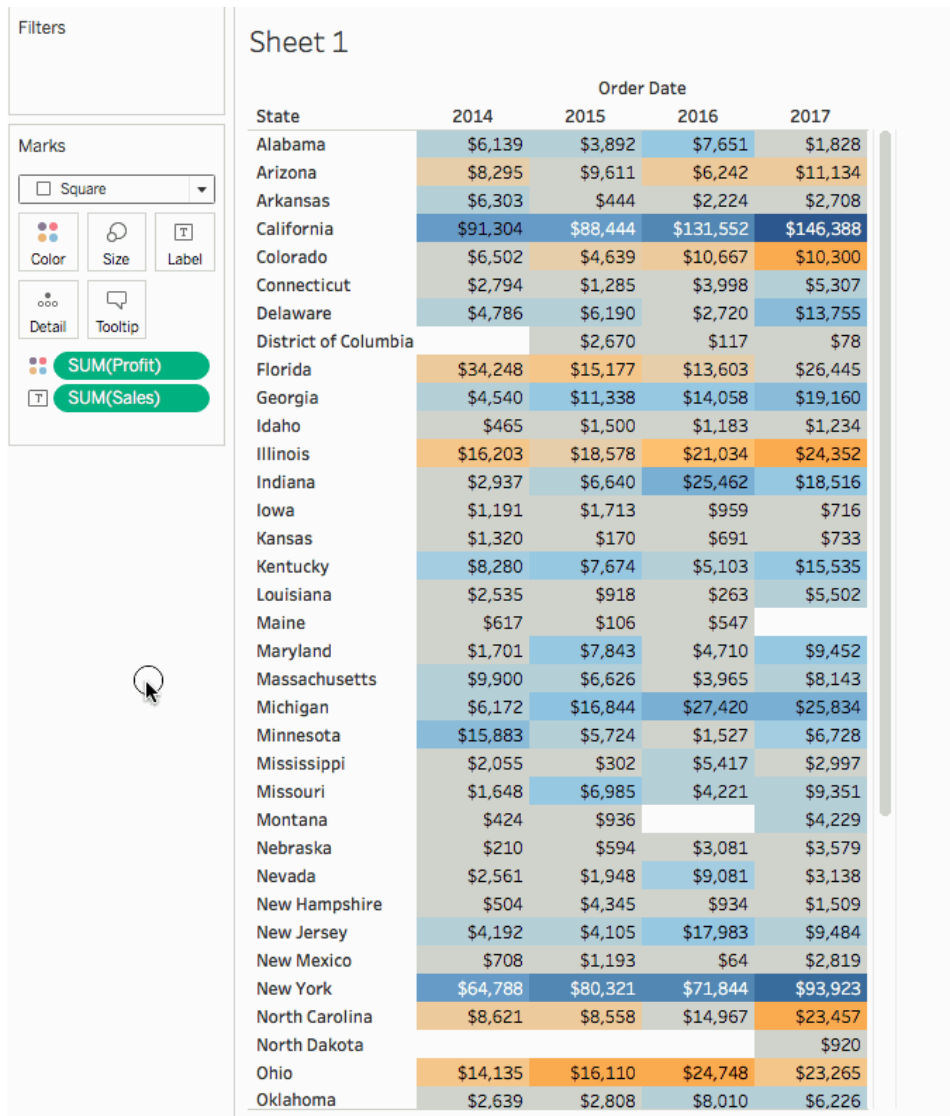 Filters
Marks
Square
Color Size Label
Detail Tooltip
SUM(Profit)
SUM(Sales)
Sheet 1
Order Date
State 2014 2015 2016 2017
Alabama $6,139 $3,892 $7,651 $1,828
Arizona $8,295 $9,611 $6,242 $11,134
Arkansas $6,303 $444 $2,224 $2,708
California $91,304 $88,444 $131,552 $146,388
Colorado $6,502 $4,639 $10,667 $10,300
Connecticut $2,794 $1,285 $3,998 $5,307
Delaware $4,786 $6,190 $2,720 $13,755
District of Columbia $2,670 $117 $78
Florida $34,248 $15,177 $13,603 $26,445
Georgia $4,540 $11,338 $14,058 $19,160
Idaho $465 $1,500 $1,183 $1,234
Illinois $16,203 $18,578 $21,034 $24,352
Indiana $2,937 $6,640 $25,462 $18,516
Iowa $1,191 $1,713 $959 $716
Kansas $1,320 $170 $691 $733
Kentucky $8,280 $7,674 $5,103 $15,535
Louisiana $2,535 $918 $263 $5,502
Maine $617 $106 $547
Maryland $1,701 $7,843 $4,710 $9,452
Massachusetts $9,900 $6,626 $3,965 $8,143
Michigan $6,172 $16,844 $27,420 $25,834
Minnesota $15,883 $5,724 $1,527 $6,728
Mississippi $2,055 $302 $5,417 $2,997
Missouri $1,648 $6,985 $4,221 $9,351
Montana $424 $936 $4,229
Nebraska $210 $594 $3,081 $3,579
Nevada $2,561 $1,948 $9,081 $3,138
New Hampshire $504 $4,345 $934 $1,509
New Jersey $4,192 $4,105 $17,983 $9,484
New Mexico $708 $1,193 $64 $2,819
New York $64,788 $80,321 $71,844 $93,923
North Carolina $8,621 $8,558 $14,967 $23,457
North Dakota $920
Ohio $14,135 $16,110 $24,748 $23,265
Oklahoma $2,639 $2,808 $8,010 $6,226